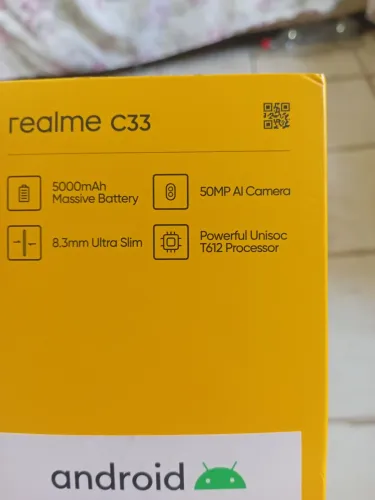 realme C33
5000mAh
Massive Battery
50MP AI Camera
8.3mm Ultra Slim
Powerful Unisoc
T612 Processor
android